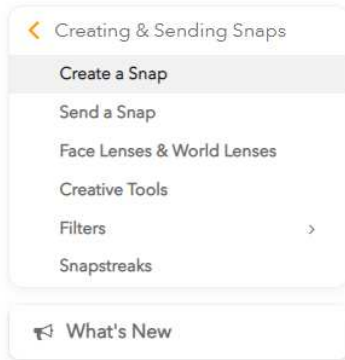 Creating & Sending Snaps
Create a Snap
Send a Snap
Face Lenses & World Lenses
Creative Tools
Filters
Snapstreaks
What's New